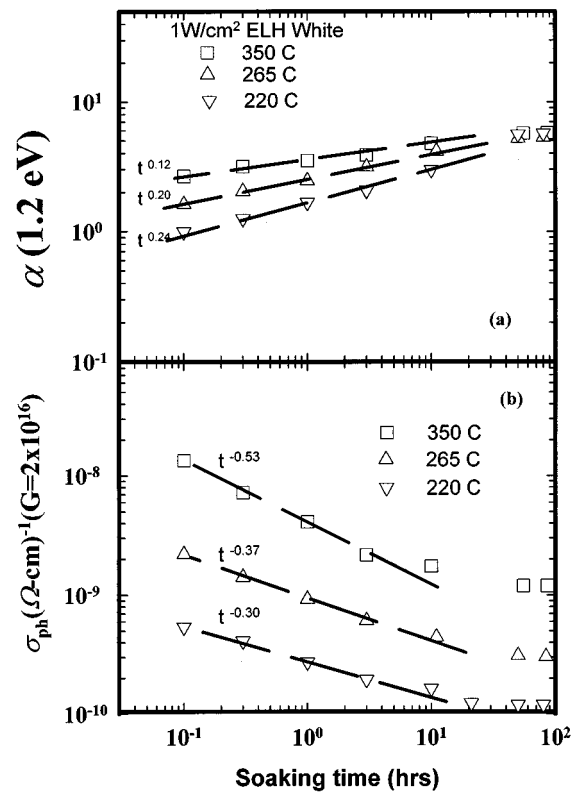 1W/cm² ELH White
350 C
265 C
220 C
10¹
10⁰
10⁻¹
α (1.2 eV)
t 0.12
t 0.20
t 0.24
(a)
(b)
350 C
265 C
220 C
10⁻⁸
10⁻⁹
10⁻¹⁰
σph(Ω-cm)⁻¹(G=2x10¹⁶)
t -0.53
t -0.37
t -0.30
10⁻¹ 10⁰ 10¹ 10²
Soaking time (hrs)